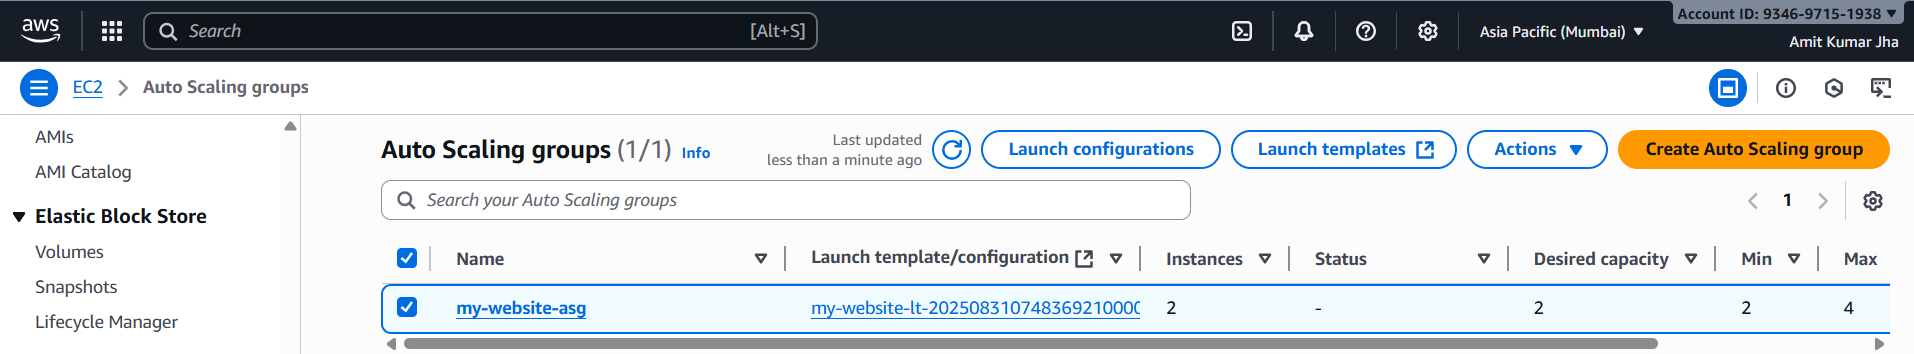 aws
Search
[Alt+S]
Asia Pacific (Mumbai)
Account ID: 9346-9715-1938
Amit Kumar Jha
EC2
Auto Scaling groups
AMIs
AMI Catalog
Elastic Block Store
Volumes
Snapshots
Lifecycle Manager
Auto Scaling groups (1/1) Info
Last updated
less than a minute ago
Launch configurations
Launch templates
Actions
Create Auto Scaling group
Search your Auto Scaling groups
1
Name Launch template/configuration Instances Status Desired capacity Min Max
my-website-asg my-website-lt-20250831074836921000 2 - 2 2 4